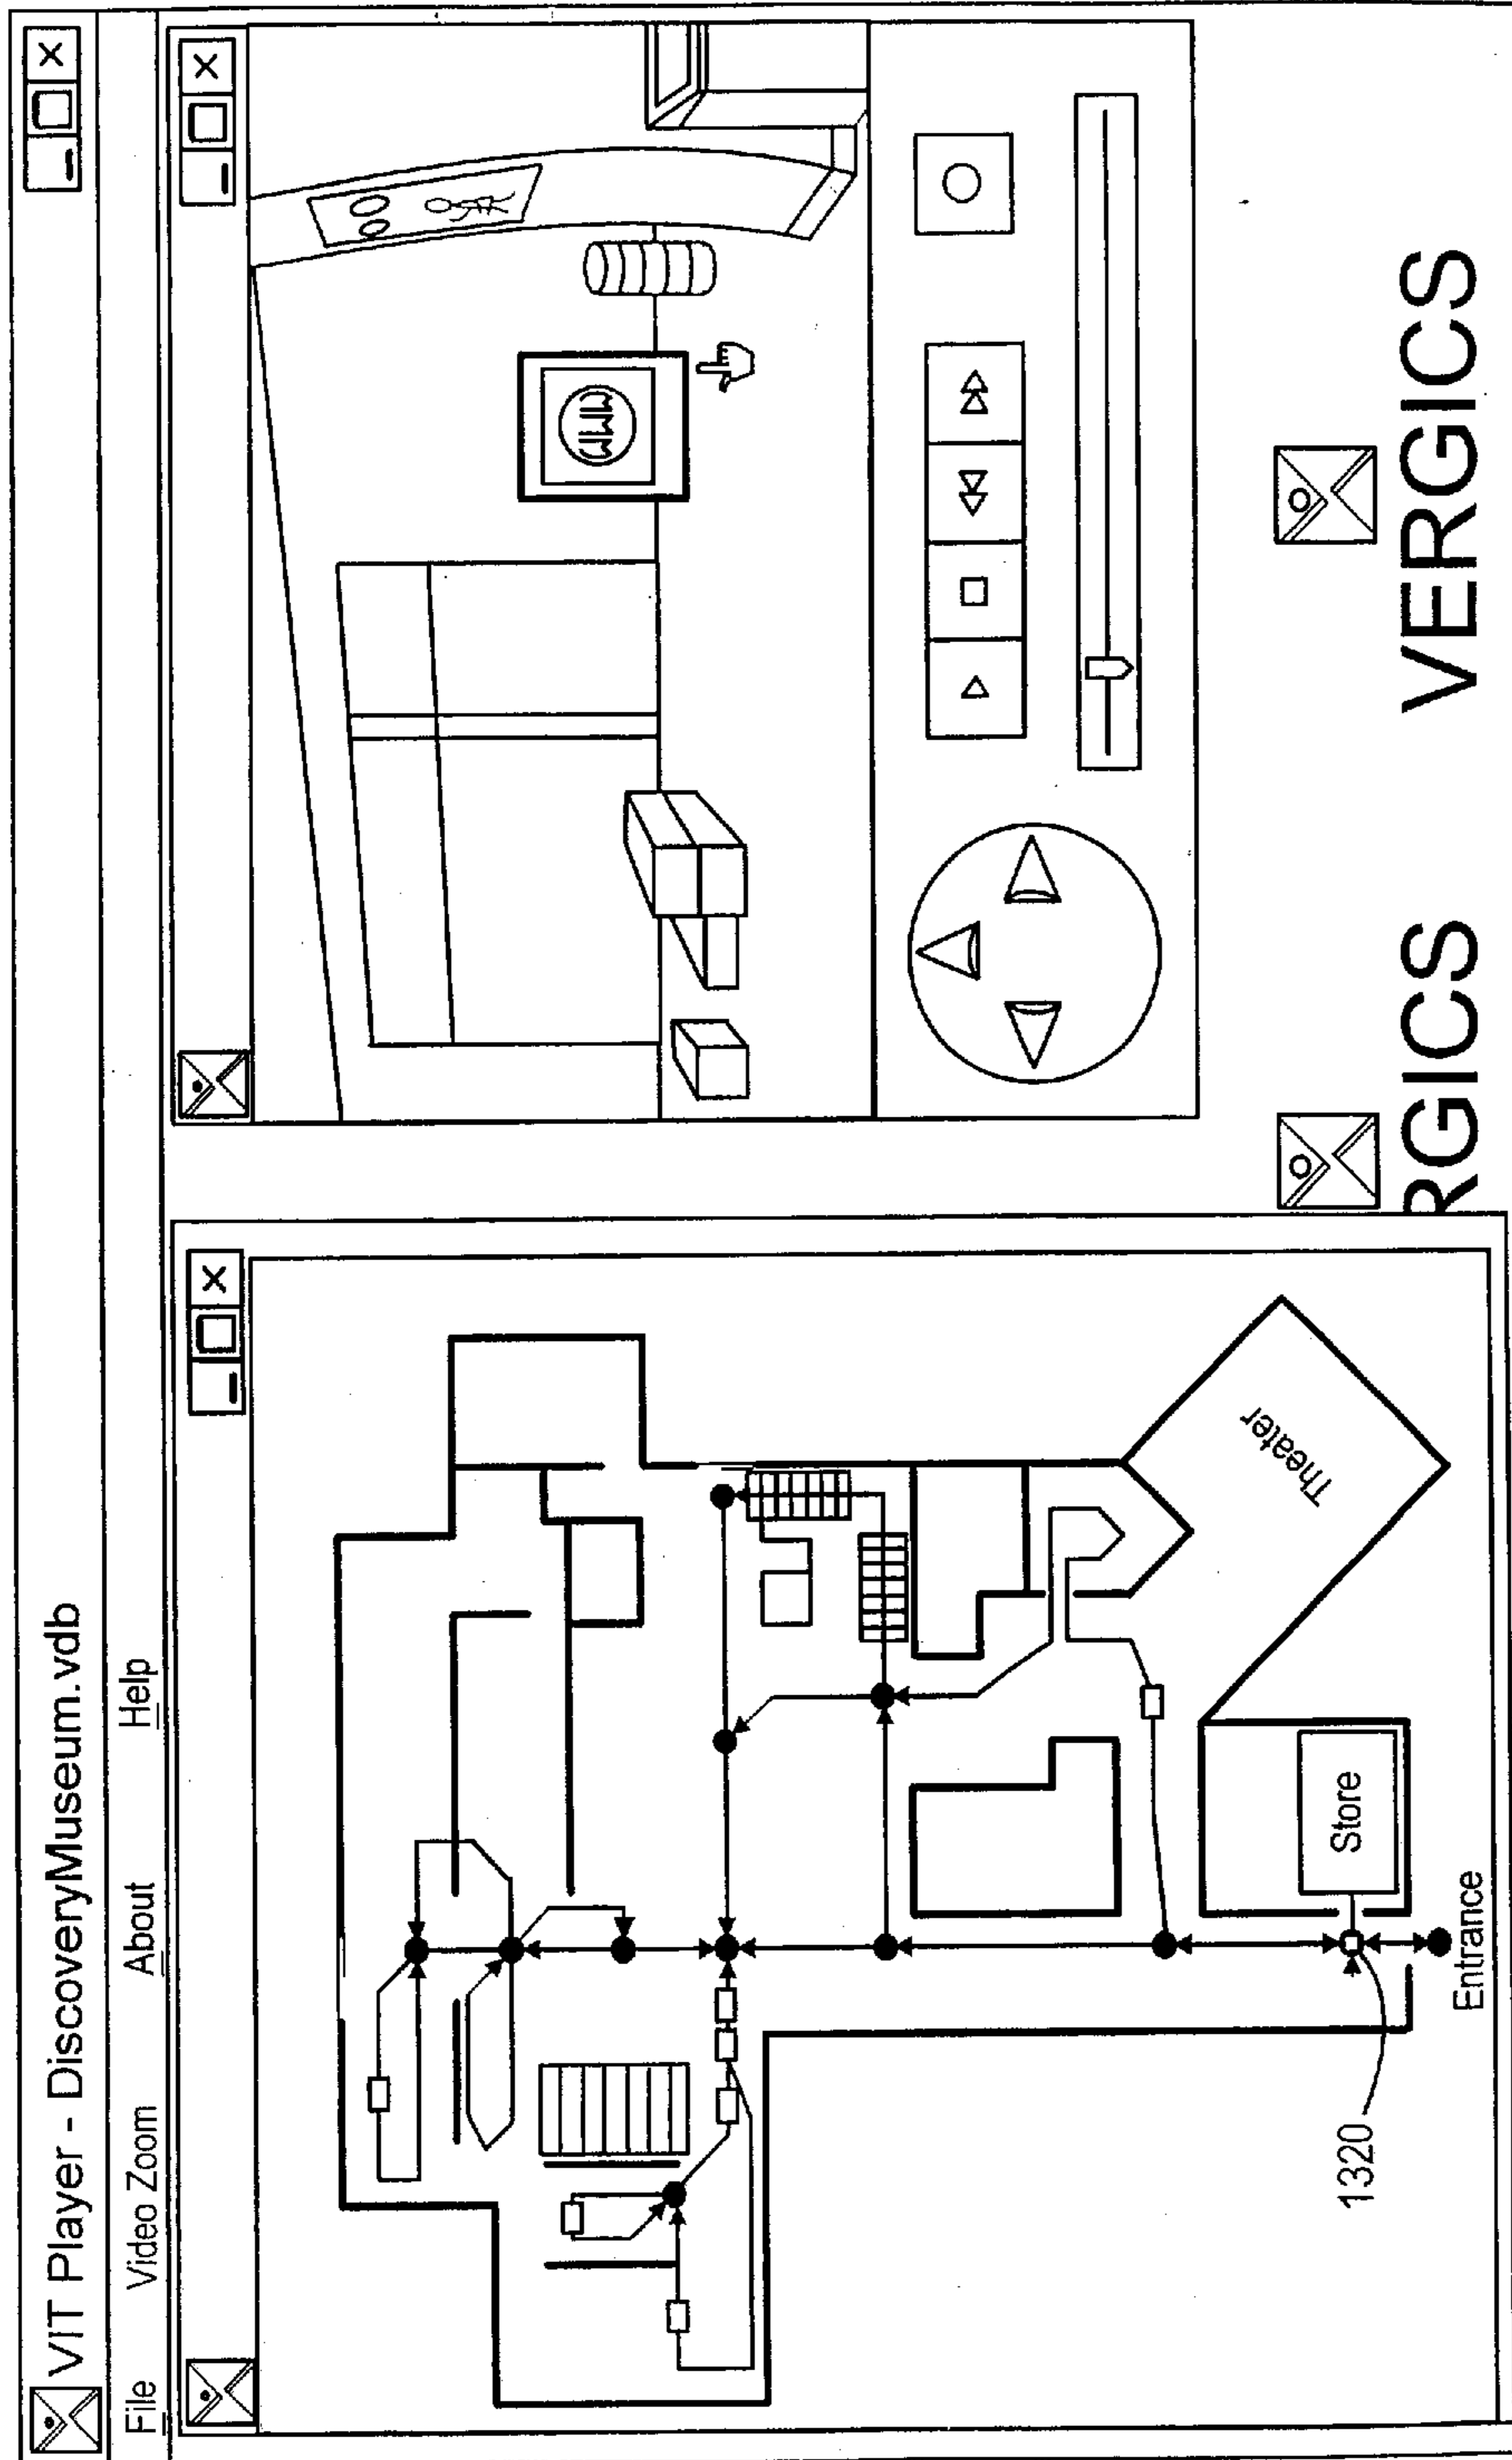 VIT Player - DiscoveryMuseum.vdb
File Video Zoom About Help
Theater
Store
1320
Entrance
RGICS VERGICS